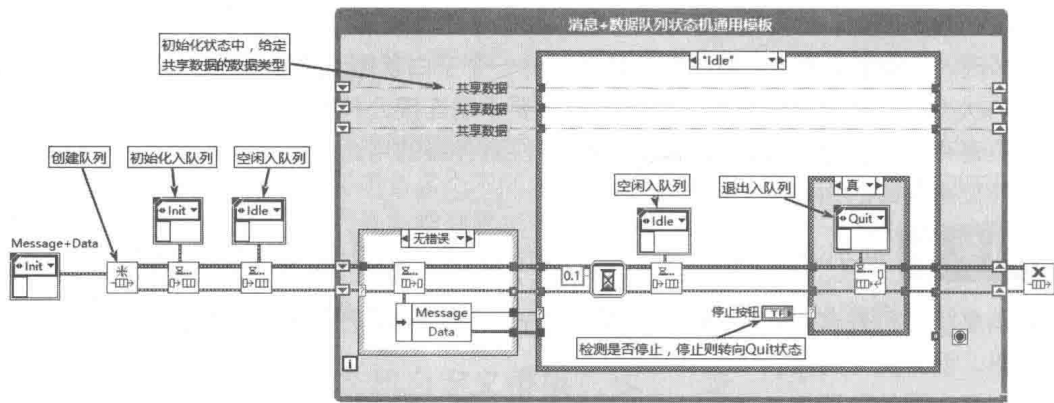 消息+数据队列状态机通用模板
初始化状态中，给定
共享数据的数据类型
"Idle"
共享数据
共享数据
共享数据
创建队列
初始化入队列
空闲入队列
Init
Idle
空闲入队列
Idle
退出入队列
真
Quit
Message+Data
Init
无错误
0.1
Message
Data
停止按钮
TF
检测是否停止，停止则转向Quit状态
i